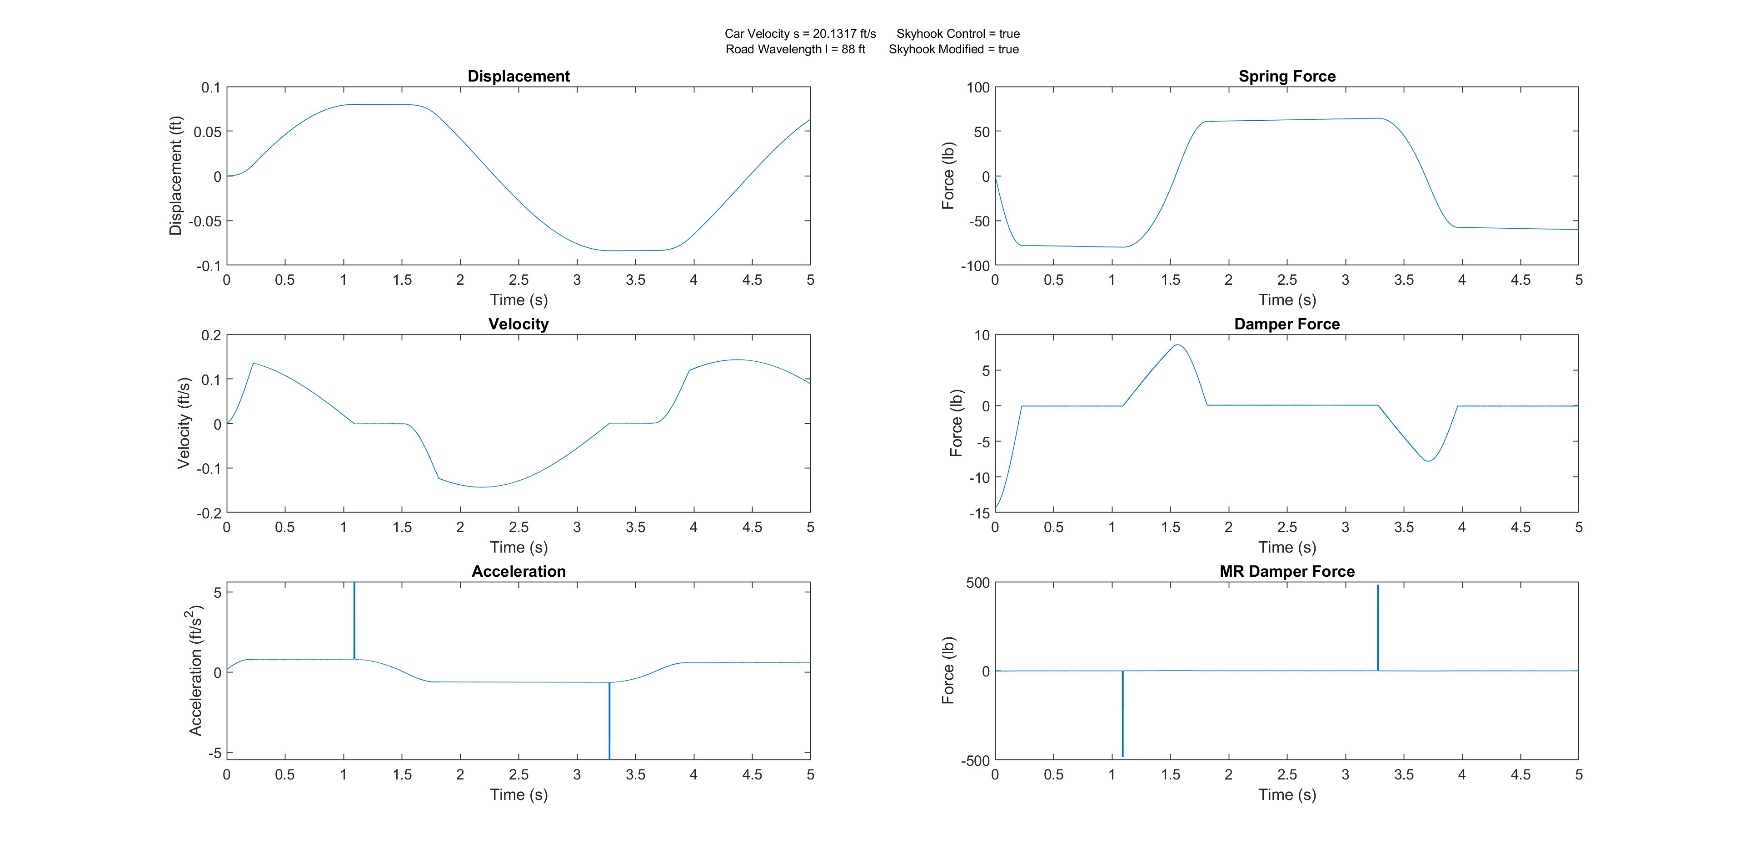 Car Velocity s = 20.1317 ft/s Skyhook Control = true
Road Wavelength l = 88 ft Skyhook Modified = true
Displacement
0.1
0.05
0
-0.05
-0.1
Displacement (ft)
0 0.5 1 1.5 2 2.5 3 3.5 4 4.5 5
Time (s)
Spring Force
100
50
0
-50
-100
Force (lb)
0 0.5 1 1.5 2 2.5 3 3.5 4 4.5 5
Time (s)
Velocity
0.2
0.1
0
-0.1
-0.2
Velocity (ft/s)
0 0.5 1 1.5 2 2.5 3 3.5 4 4.5 5
Time (s)
Damper Force
10
5
0
-5
-10
-15
Force (lb)
0 0.5 1 1.5 2 2.5 3 3.5 4 4.5 5
Time (s)
Acceleration
5
0
-5
Acceleration (ft/s²)
0 0.5 1 1.5 2 2.5 3 3.5 4 4.5 5
Time (s)
MR Damper Force
500
0
-500
Force (lb)
0 0.5 1 1.5 2 2.5 3 3.5 4 4.5 5
Time (s)